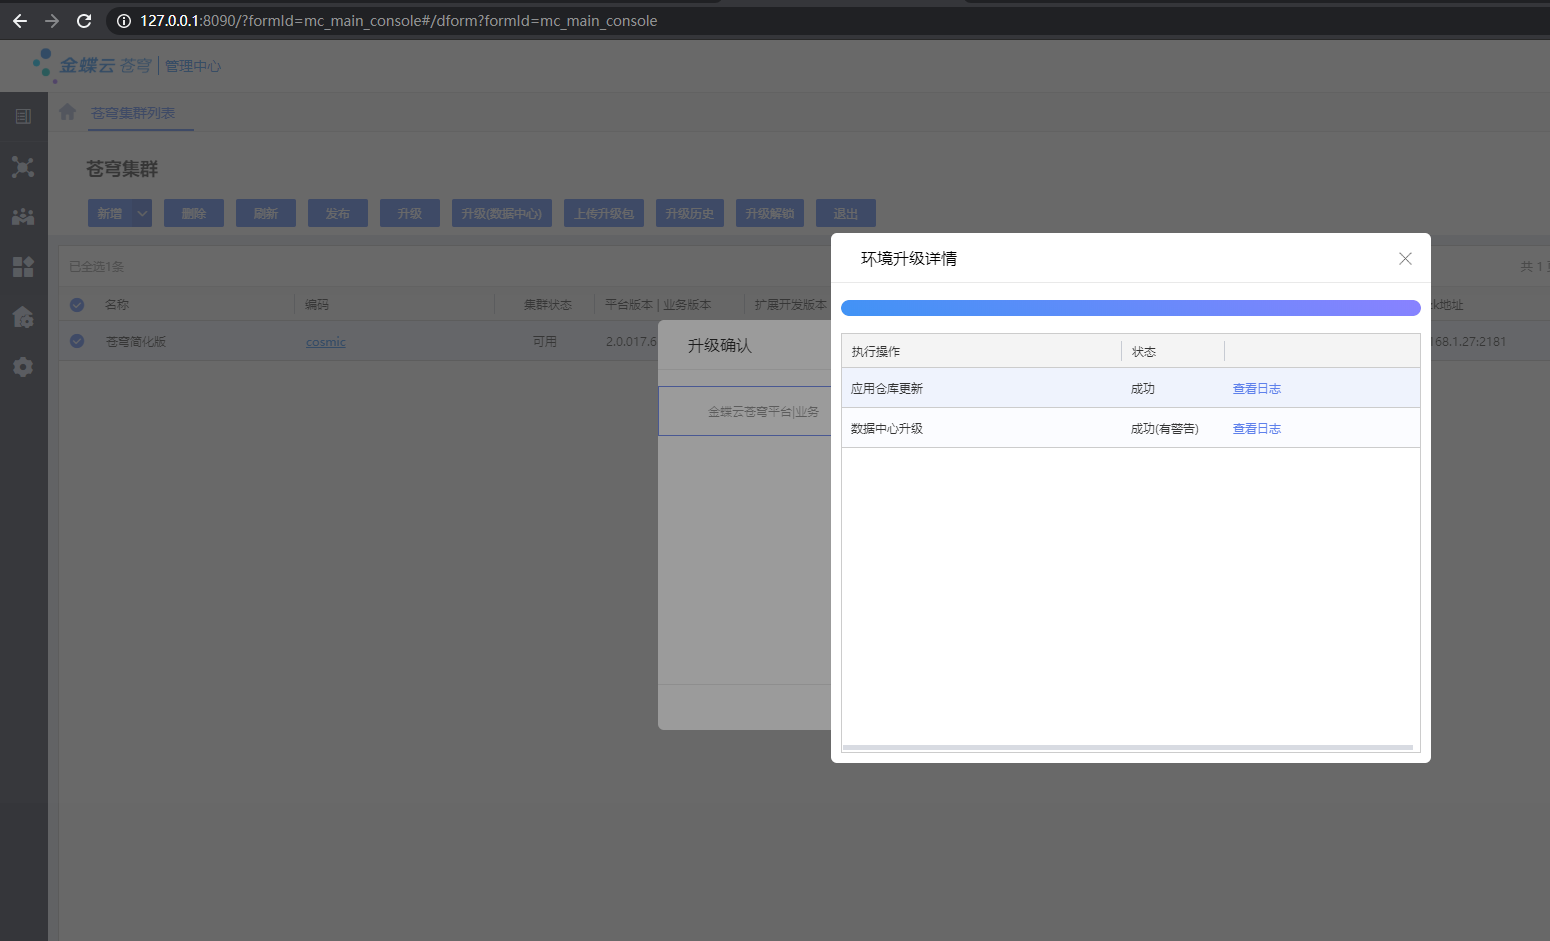 127.0.0.1:8090/?formId=mc_main_console#/dform?formId=mc_main_console
金蝶云 苍穹 | 管理中心
苍穹集群列表
苍穹集群
新增 删除 刷新 发布 升级 升级(数据中心) 上传升级包 升级历史 升级解锁 退出
已全选1条 共 1
名称 编码 集群状态 平台版本 | 业务版本 扩展开发版本 k地址
苍穹简化版 cosmic 可用 2.0.017.6 168.1.27:2181
升级确认
金蝶云苍穹平台|业务
环境升级详情
执行操作 状态
应用仓库更新 成功 查看日志
数据中心升级 成功(有警告) 查看日志